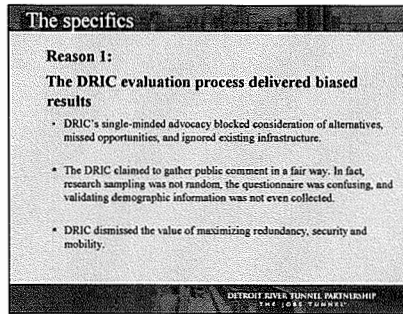 The specifics
Reason 1:
The DRIC evaluation process delivered biased
results
• DRIC's single-minded advocacy blocked consideration of alternatives,
missed opportunities, and ignored existing infrastructure.
• The DRIC claimed to gather public comment in a fair way. In fact,
research sampling was not random, the questionnaire was confusing, and
validating demographic information was not even collected.
• DRIC dismissed the value of maximizing redundancy, security and
mobility.
DETROIT RIVER TUNNEL PARTNERSHIP
THE JOBS TUNNEL